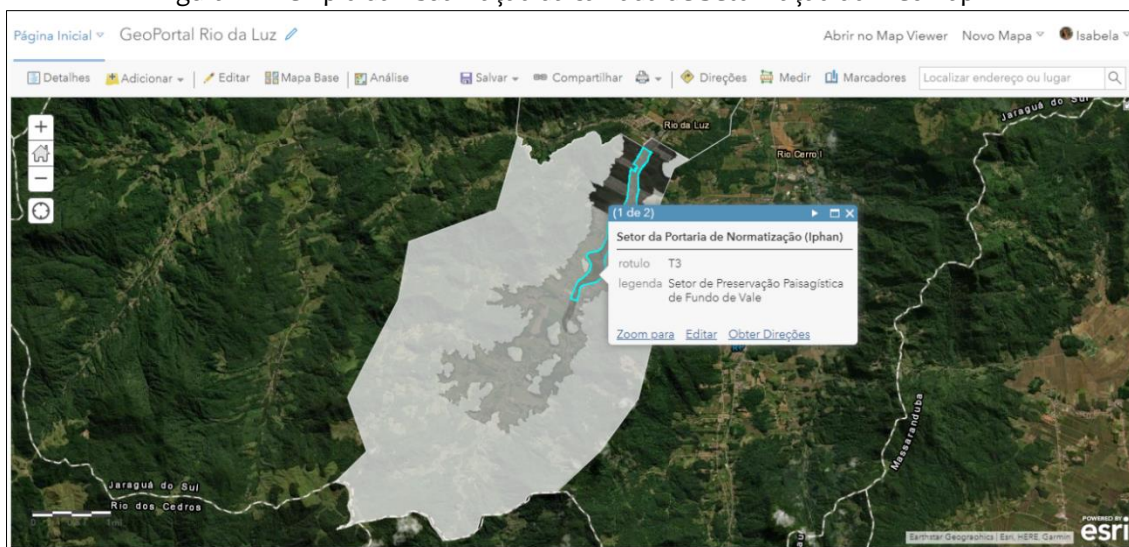 Página Inicial GeoPortal Rio da Luz
Abrir no Map Viewer Novo Mapa Isabela
Detalhes Adicionar Editar Mapa Base Análise Salvar Compartilhar Direções Medir Marcadores Localizar endereço ou lugar
Jaraguá do Sul
Rio da Luz
Rio Cerro I
(1 de 2)
Setor da Portaria de Normatização (Iphan)
rotulo T3
legenda Setor de Preservação Paisagística
de Fundo de Vale
Zoom para Editar Obter Direções
Massaranduba
Jaraguá do Sul
Rio dos Cedros
Earthstar Geographics | Esri, HERE, Garmin
POWERED BY
esri